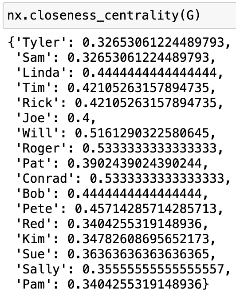 nx.closeness_centrality(G)
{'Tyler': 0.32653061224489793,
'Sam': 0.32653061224489793,
'Linda': 0.4444444444444444,
'Tim': 0.42105263157894735,
'Rick': 0.42105263157894735,
'Joe': 0.4,
'Will': 0.5161290322580645,
'Roger': 0.5333333333333333,
'Pat': 0.3902439024390244,
'Conrad': 0.5333333333333333,
'Bob': 0.4444444444444444,
'Pete': 0.45714285714285713,
'Red': 0.3404255319148936,
'Kim': 0.34782608695652173,
'Sue': 0.36363636363636365,
'Sally': 0.35555555555555557,
'Pam': 0.3404255319148936}